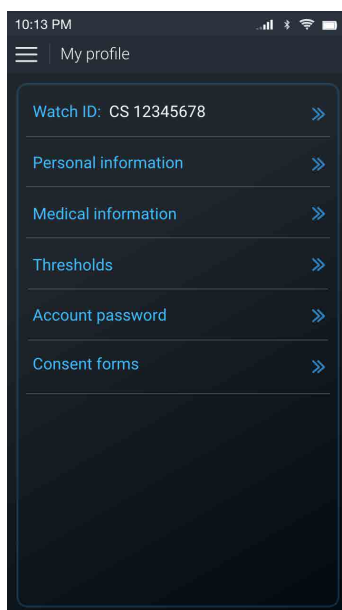 10:13 PM
My profile
Watch ID: CS 12345678
Personal information
Medical information
Thresholds
Account password
Consent forms